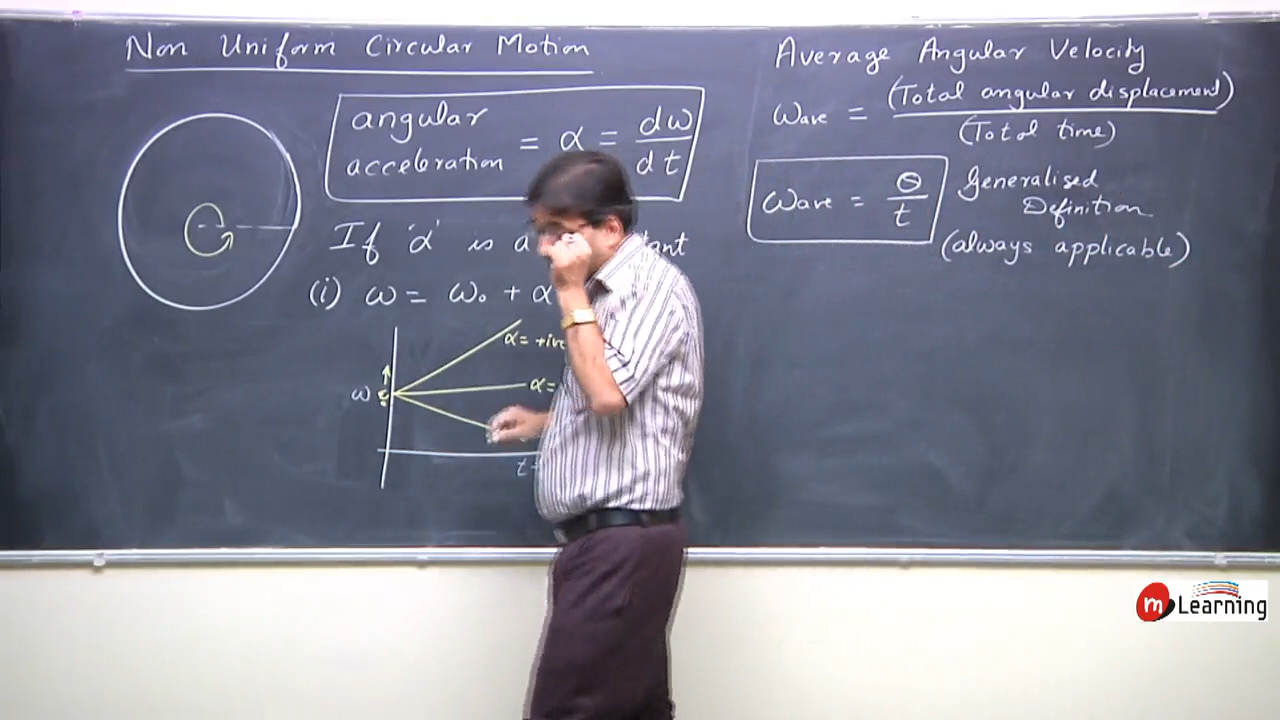 Non Uniform Circular Motion
angular
acceleration = α = dω/dt
If 'α' is a
(i) ω = ω₀ + α
α = +ive
α =
ω
t
Average Angular Velocity
ωave = (Total angular displacement)/(Total time)
ωave = θ/t
Generalised
Definition
(always applicable)
m Learning